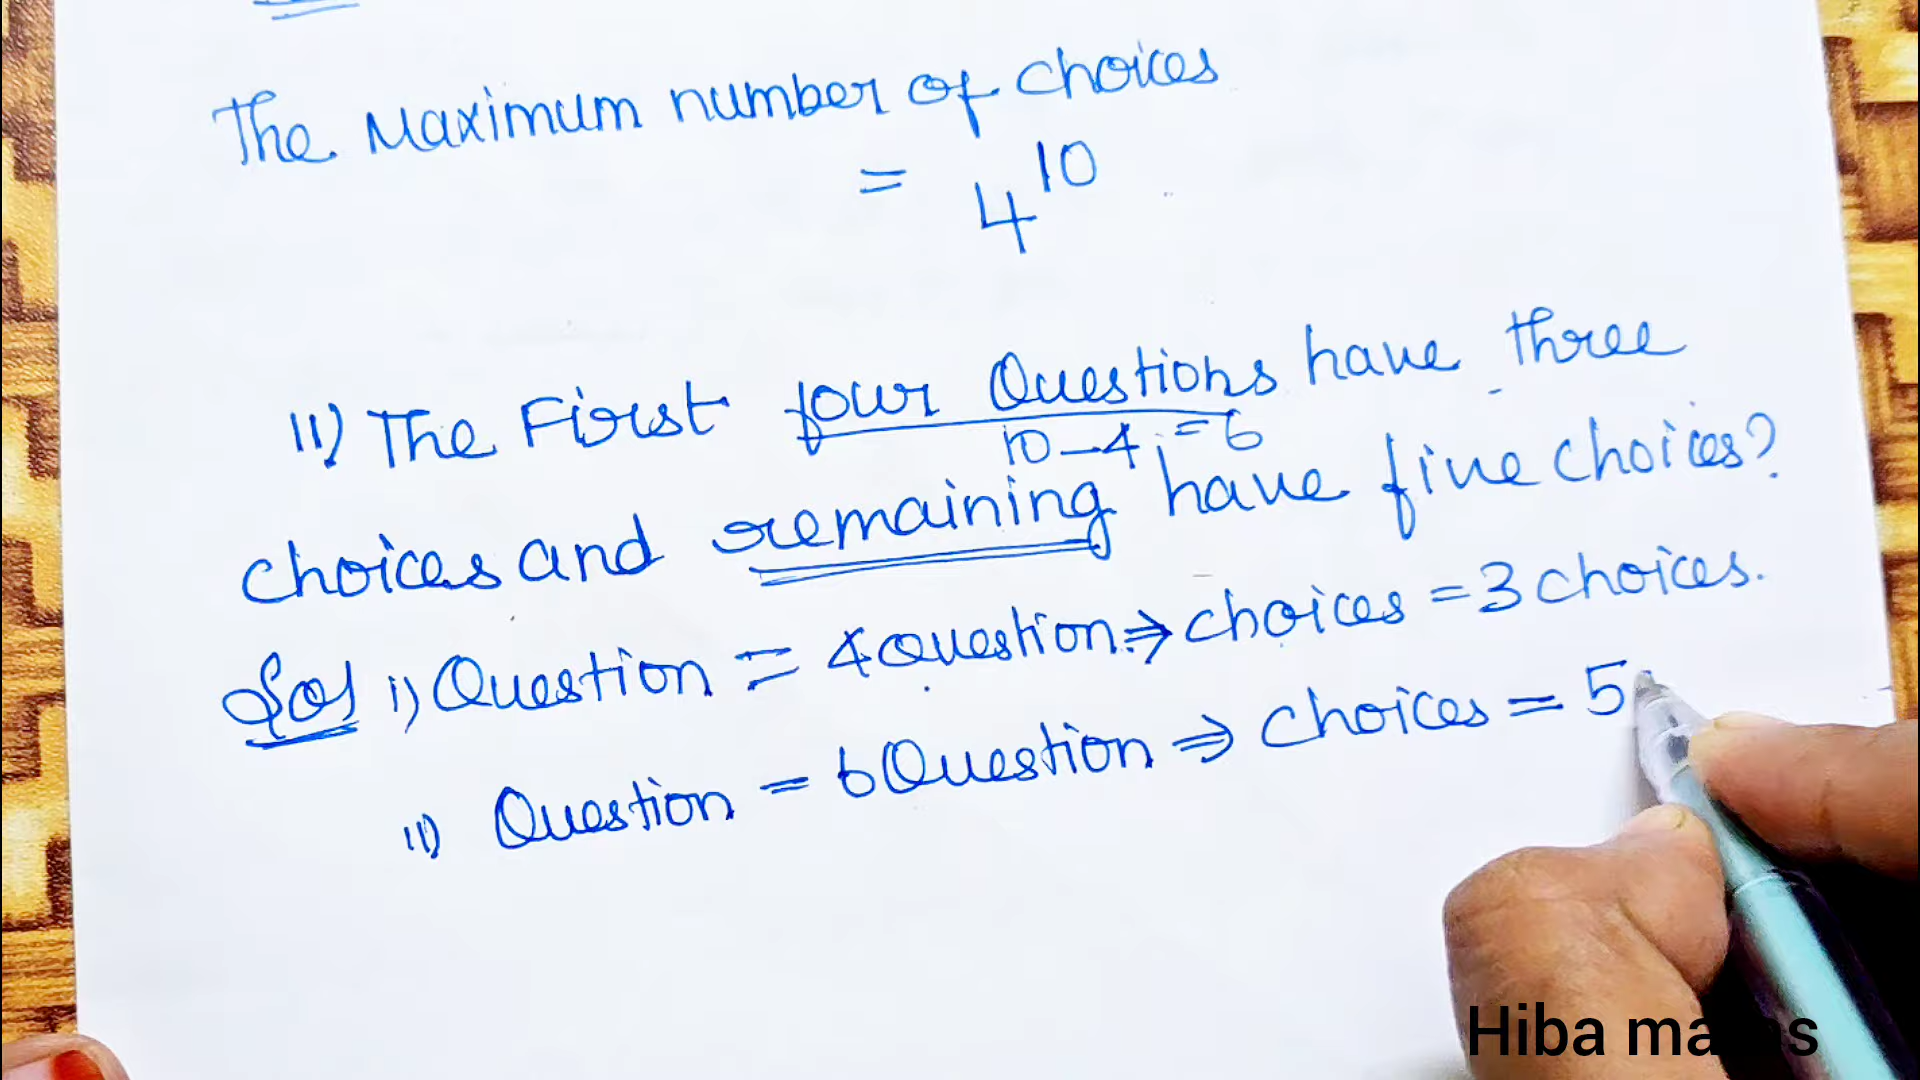 The Maximum number of choices
= 4^10
ii) The First four Questions have three
10-4 = 6
choices and remaining have five choices?
Sol i) Question = 4 Question ⇒ choices = 3 choices.
ii) Question = 6 Question ⇒ choices = 5
Hiba ma s